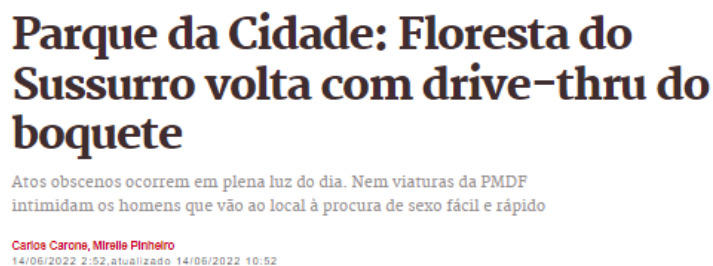 Parque da Cidade: Floresta do
Sussurro volta com drive-thru do
boquete
Atos obscenos ocorrem em plena luz do dia. Nem viaturas da PMDF
intimidam os homens que vão ao local à procura de sexo fácil e rápido
Carlos Carone, Mirelle Pinheiro
14/06/2022 2:52,atualizado 14/06/2022 10:52